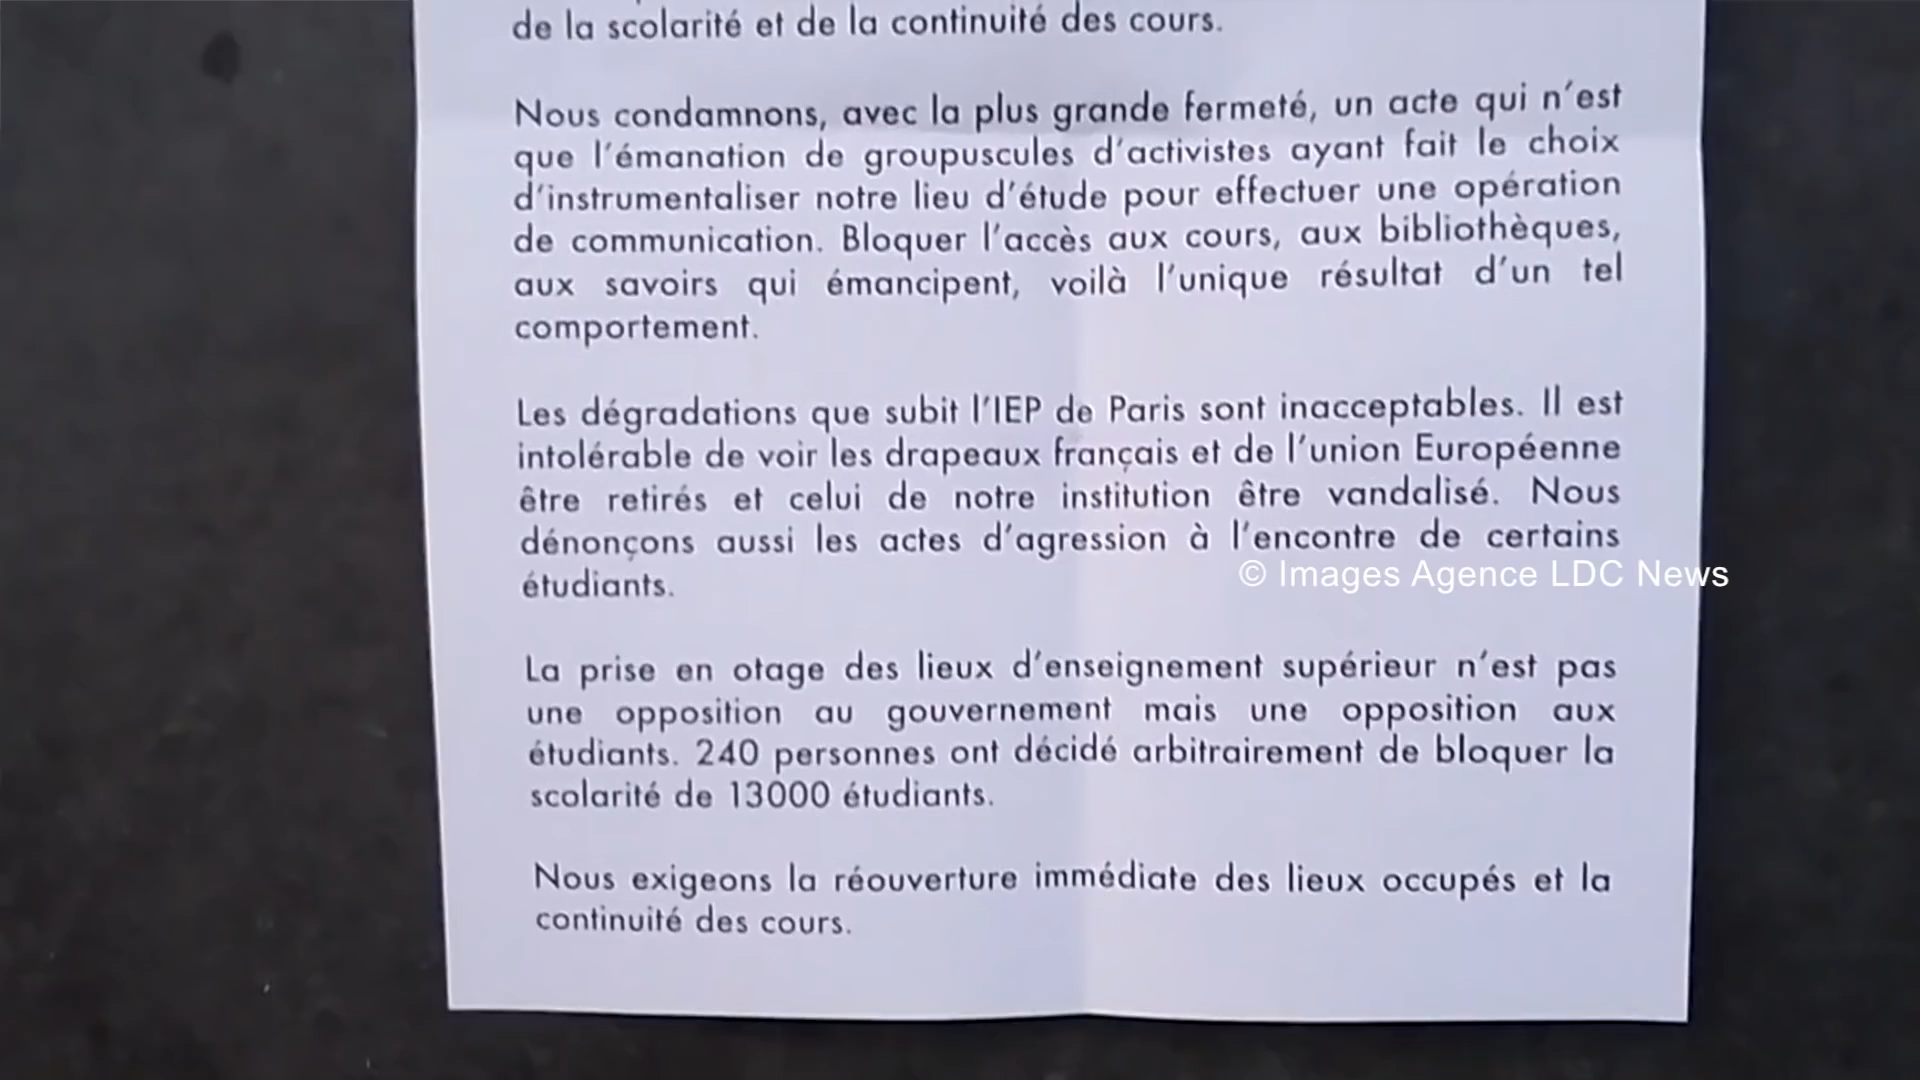 de la scolarité et de la continuité des cours.
Nous condamnons, avec la plus grande fermeté, un acte qui n'est
que l'émanation de groupuscules d'activistes ayant fait le choix
d'instrumentaliser notre lieu d'étude pour effectuer une opération
de communication. Bloquer l'accès aux cours, aux bibliothèques,
aux savoirs qui émancipent, voilà l'unique résultat d'un tel
comportement.
Les dégradations que subit l'IEP de Paris sont inacceptables. Il est
intolérable de voir les drapeaux français et de l'union Européenne
être retirés et celui de notre institution être vandalisé. Nous
dénonçons aussi les actes d'agression à l'encontre de certains
étudiants.
© Images Agence LDC News
La prise en otage des lieux d'enseignement supérieur n'est pas
une opposition au gouvernement mais une opposition aux
étudiants. 240 personnes ont décidé arbitrairement de bloquer la
scolarité de 13000 étudiants.
Nous exigeons la réouverture immédiate des lieux occupés et la
continuité des cours.